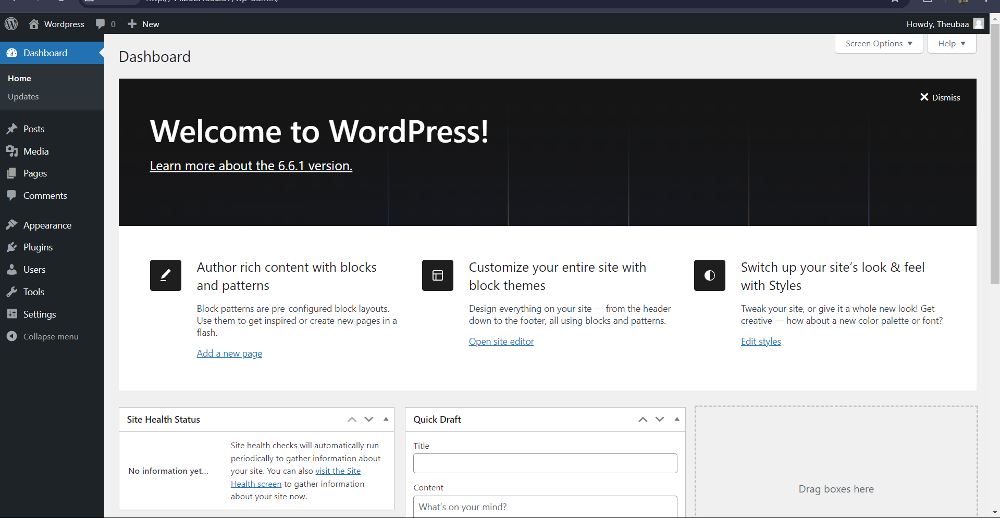 Wordpress
0
New
Howdy, Theubaa
Dashboard
Home
Updates
Posts
Media
Pages
Comments
Appearance
Plugins
Users
Tools
Settings
Collapse menu
Screen Options
Help
Dashboard
Dismiss
Welcome to WordPress!
Learn more about the 6.6.1 version.
Author rich content with blocks
and patterns
Block patterns are pre-configured block layouts.
Use them to get inspired or create new pages in a
flash.
Add a new page
Customize your entire site with
block themes
Design everything on your site — from the header
down to the footer, all using blocks and patterns.
Open site editor
Switch up your site’s look & feel
with Styles
Tweak your site, or give it a whole new look! Get
creative — how about a new color palette or font?
Edit styles
Site Health Status
No information yet...
Site health checks will automatically run
periodically to gather information about
your site. You can also visit the Site
Health screen to gather information
about your site now.
Quick Draft
Title
Content
What’s on your mind?
Drag boxes here